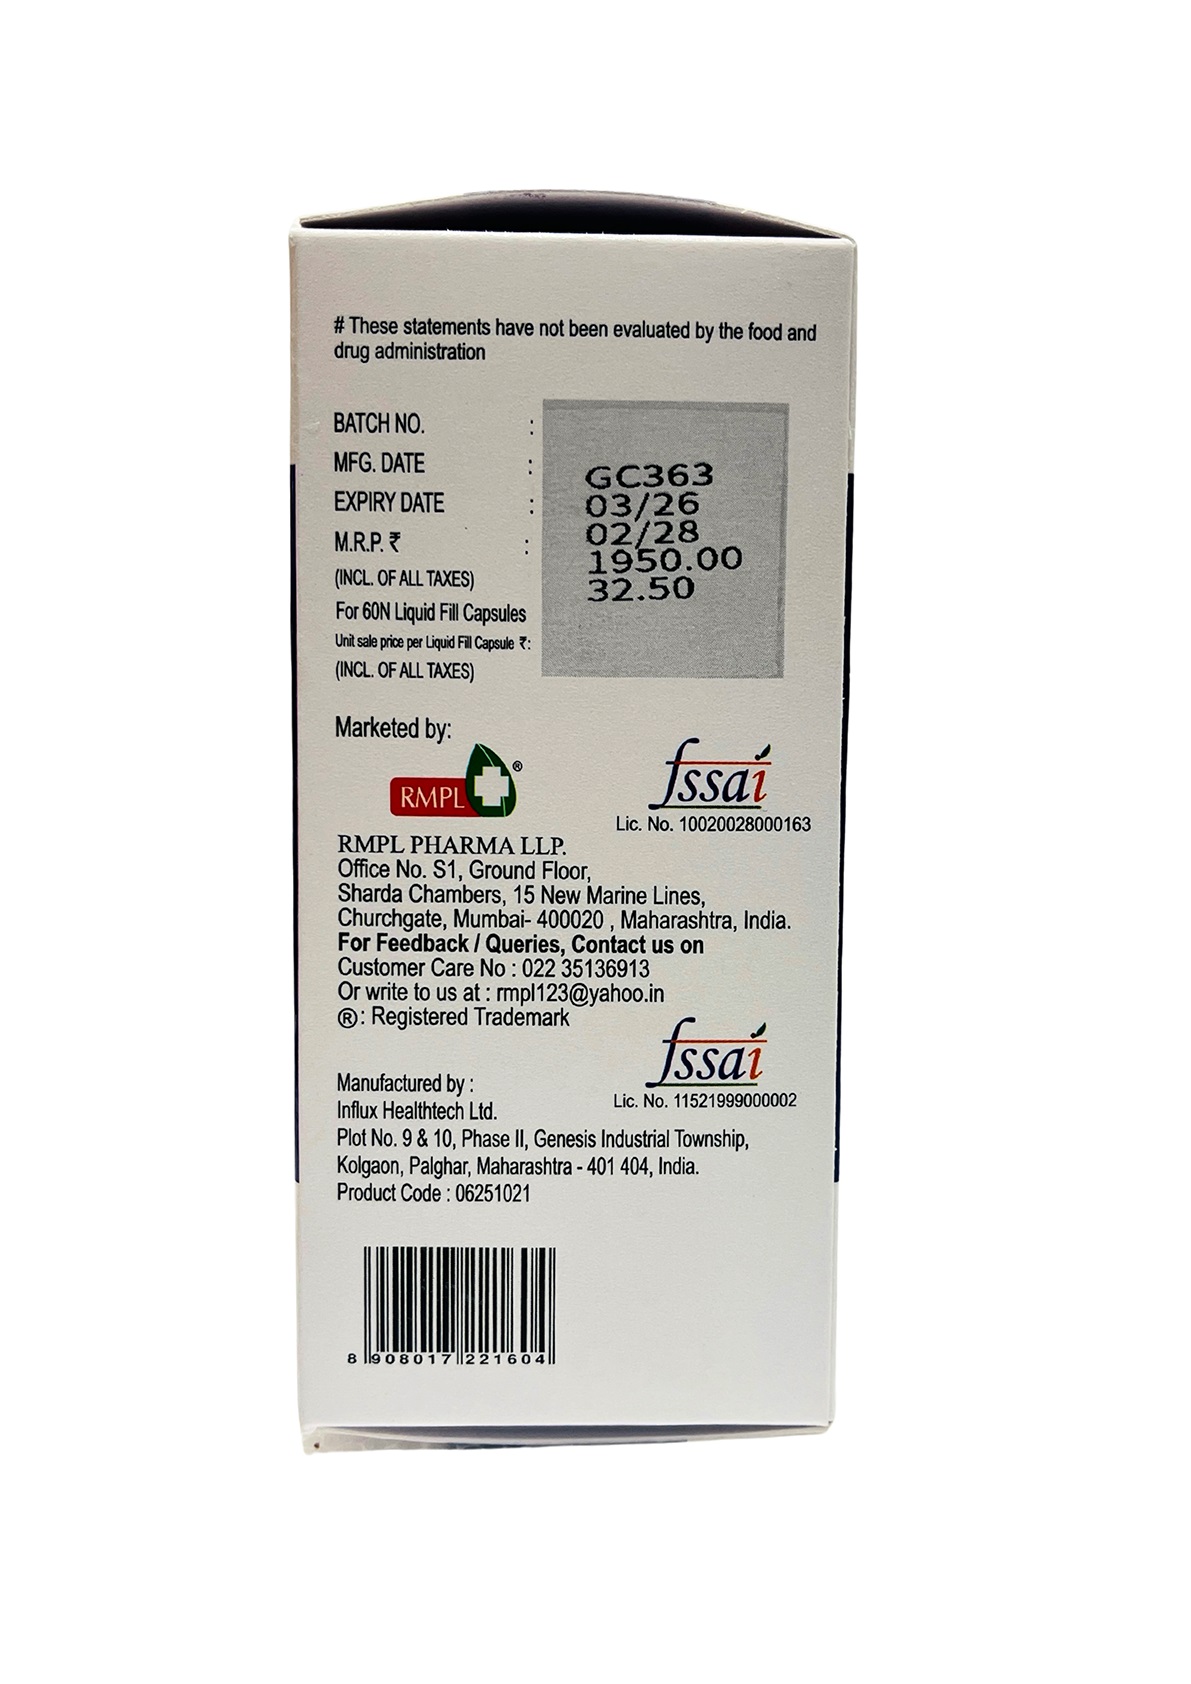 # These statements have not been evaluated by the food and
drug administration
BATCH NO. :
MFG. DATE :
EXPIRY DATE :
M.R.P. ₹ :
(INCL. OF ALL TAXES)
For 60N Liquid Fill Capsules
Unit sale price per Liquid Fill Capsule ₹:
(INCL. OF ALL TAXES)
GC363
03/26
02/28
1950.00
32.50
Marketed by:
RMPL®
fssai
Lic. No. 10020028000163
RMPL PHARMA LLP.
Office No. S1, Ground Floor,
Sharda Chambers, 15 New Marine Lines,
Churchgate, Mumbai- 400020 , Maharashtra, India.
For Feedback / Queries, Contact us on
Customer Care No : 022 35136913
Or write to us at : rmpl123@yahoo.in
®: Registered Trademark
fssai
Lic. No. 11521999000002
Manufactured by :
Influx Healthtech Ltd.
Plot No. 9 & 10, Phase II, Genesis Industrial Township,
Kolgaon, Palghar, Maharashtra - 401 404, India.
Product Code : 06251021
8 908017 221604